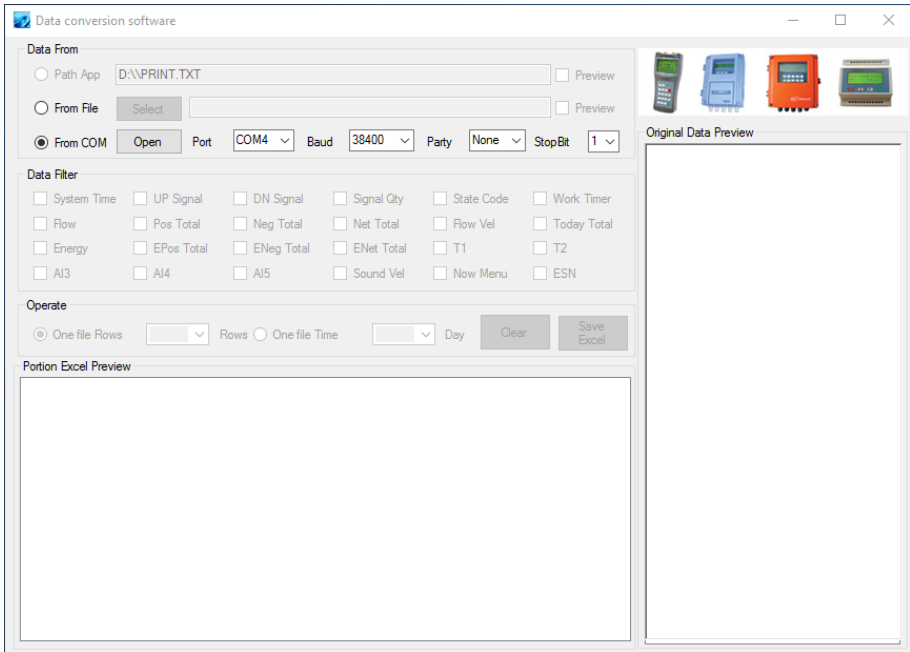 Data conversion software
Data From
Path App D:\\PRINT.TXT Preview
From File Select Preview
From COM Open Port COM4 Baud 38400 Party None StopBit 1
Original Data Preview
Data Filter
System Time UP Signal DN Signal Signal Qty State Code Work Timer
Flow Pos Total Neg Total Net Total Flow Vel Today Total
Energy EPos Total ENeg Total ENet Total T1 T2
AI3 AI4 AI5 Sound Vel Now Menu ESN
Operate
One file Rows Rows One file Time Day Clear Save
Excel
Portion Excel Preview